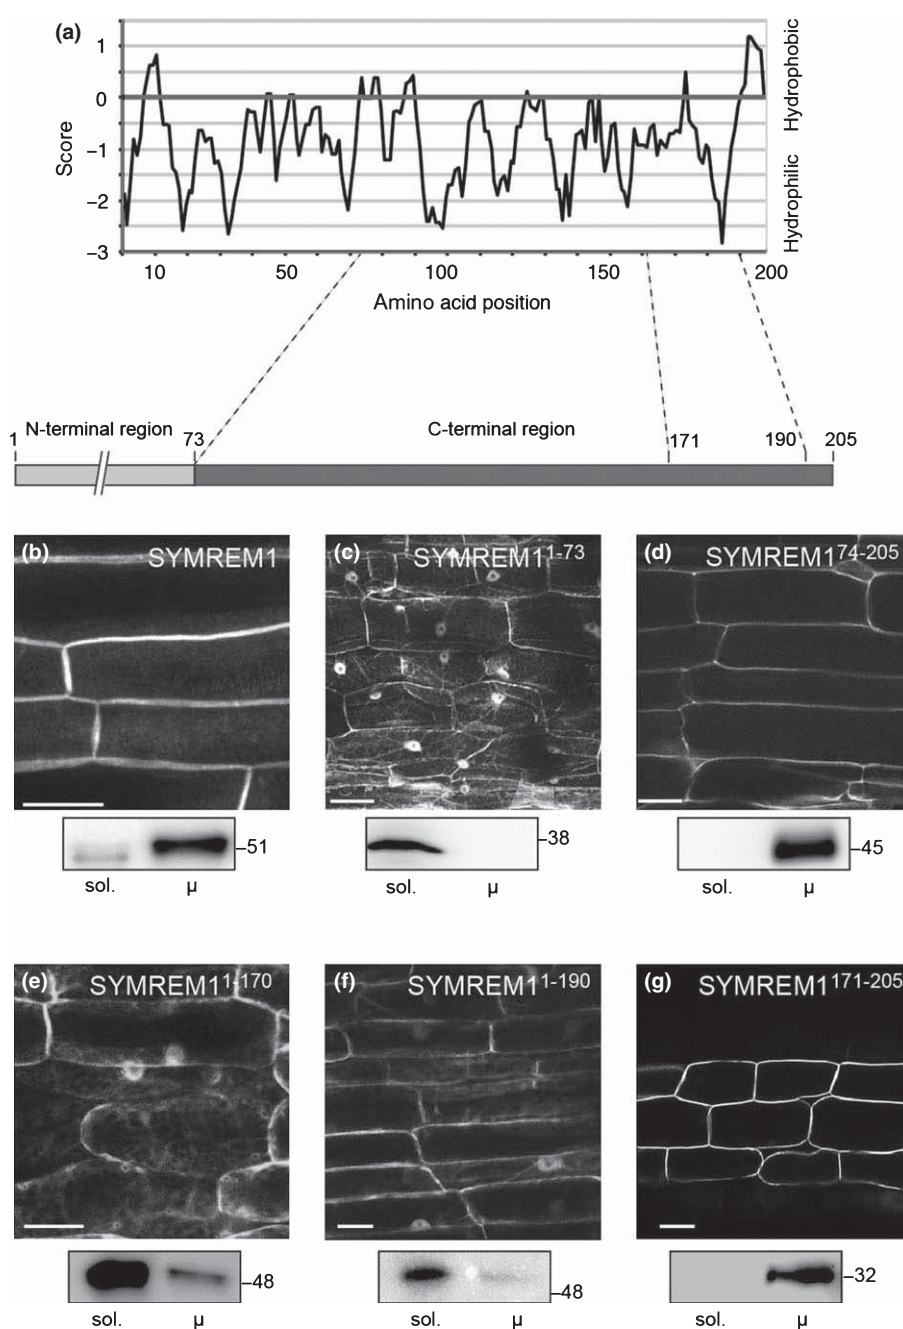 (a)
1
0
−1
−2
−3
Score
Hydrophobic
Hydrophilic
10 50 100 150 200
Amino acid position
1 N-terminal region 73 C-terminal region 171 190 205
(b) SYMREM1
(c) SYMREM1 1-73
(d) SYMREM1 74-205
–51
–38
–45
sol. µ
sol. µ
sol. µ
(e) SYMREM1 1-170
(f) SYMREM1 1-190
(g) SYMREM1 171-205
–48
–48
–32
sol. µ
sol. µ
sol. µ